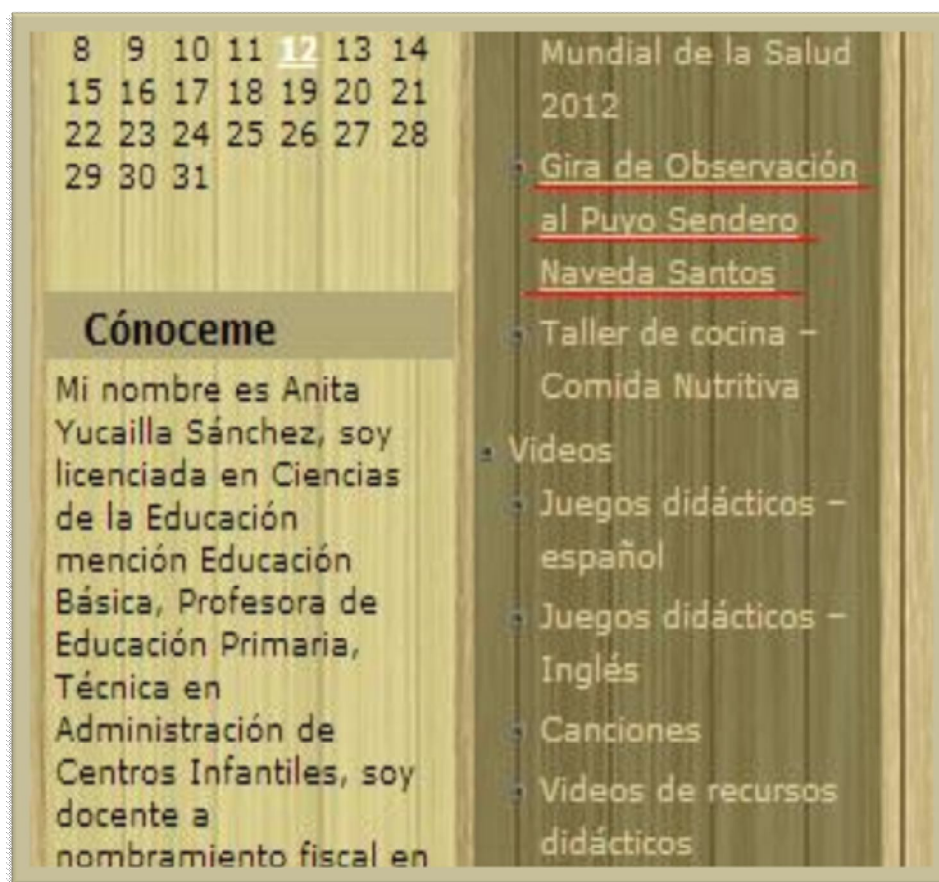 8 9 10 11 12 13 14
15 16 17 18 19 20 21
22 23 24 25 26 27 28
29 30 31
Cónoceme
Mi nombre es Anita
Yucailla Sánchez, soy
licenciada en Ciencias
de la Educación
mención Educación
Básica, Profesora de
Educación Primaria,
Técnica en
Administración de
Centros Infantiles, soy
docente a
nombramiento fiscal en
Mundial de la Salud
2012
Gira de Observación
al Puyo Sendero
Naveda Santos
Taller de cocina –
Comida Nutritiva
Videos
Juegos didácticos –
español
Juegos didácticos –
Inglés
Canciones
Videos de recursos
didácticos